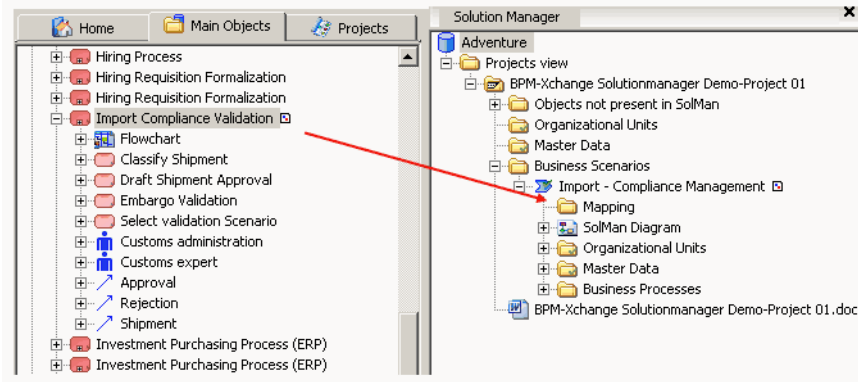 Home
Main Objects
Projects
Hiring Process
Hiring Requisition Formalization
Hiring Requisition Formalization
Import Compliance Validation
Flowchart
Classify Shipment
Draft Shipment Approval
Embargo Validation
Select validation Scenario
Customs administration
Customs expert
Approval
Rejection
Shipment
Investment Purchasing Process (ERP)
Investment Purchasing Process (ERP)
Solution Manager
Adventure
Projects view
BPM-Xchange Solutionmanager Demo-Project 01
Objects not present in SolMan
Organizational Units
Master Data
Business Scenarios
Import - Compliance Management
Mapping
SolMan Diagram
Organizational Units
Master Data
Business Processes
BPM-Xchange Solutionmanager Demo-Project 01.doc